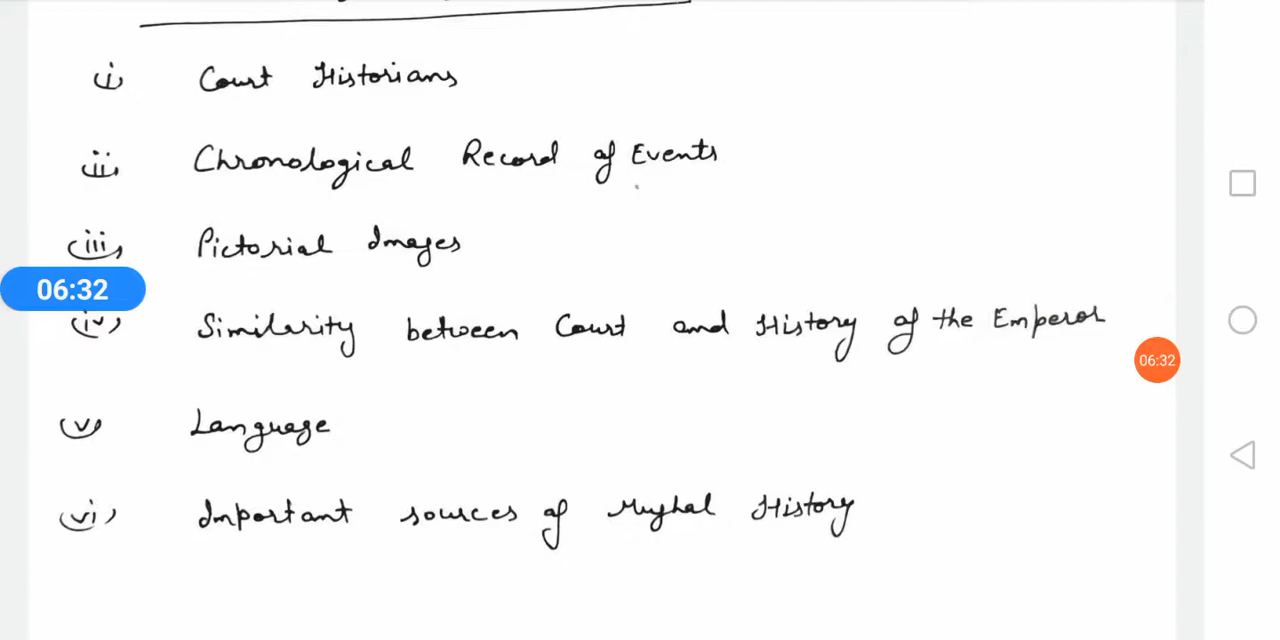 (i) Court Historians
(ii) Chronological Record of Events
(iii) Pictorial Images
06:32
(iv) Similarity between Court and History of the Emperor
06:32
(v) Language
(vi) Important sources of Mughal History